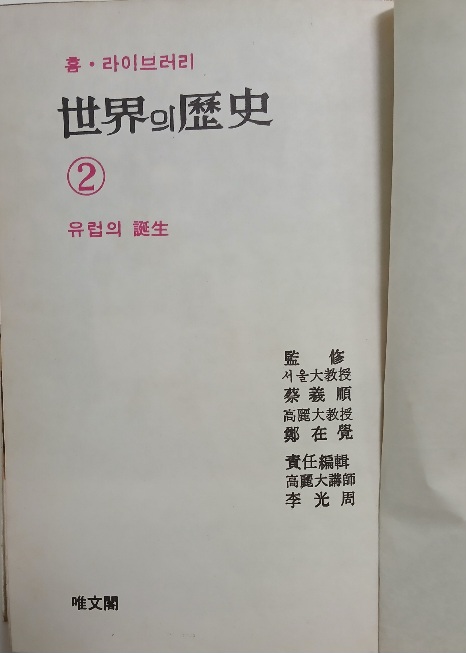 홈·라이브러리
世界의歷史
②
유럽의 誕生
監 修
서울大教授
蔡義順
高麗大教授
鄭在覺
責任編輯
高麗大講師
李光周
唯文閣